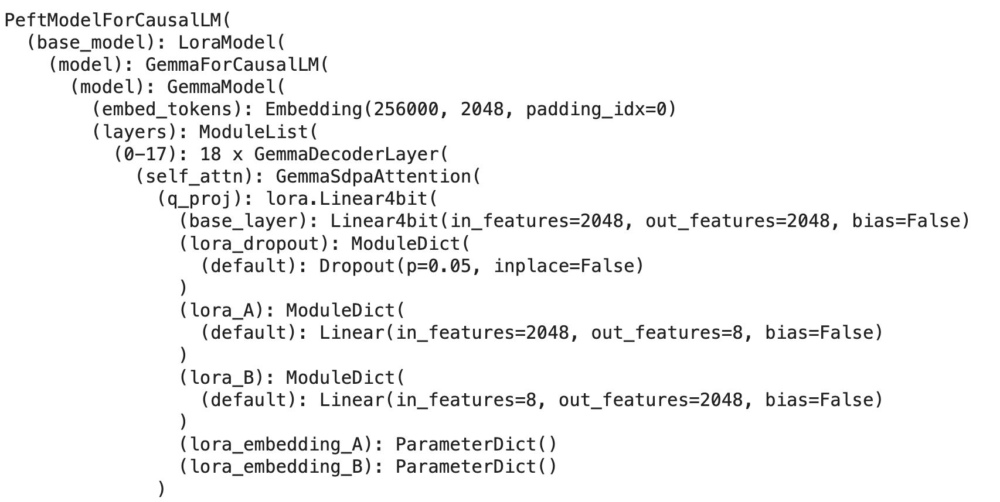 PeftModelForCausalLM(
  (base_model): LoraModel(
    (model): GemmaForCausalLM(
      (model): GemmaModel(
        (embed_tokens): Embedding(256000, 2048, padding_idx=0)
        (layers): ModuleList(
          (0-17): 18 x GemmaDecoderLayer(
            (self_attn): GemmaSdpaAttention(
              (q_proj): lora.Linear4bit(
                (base_layer): Linear4bit(in_features=2048, out_features=2048, bias=False)
                (lora_dropout): ModuleDict(
                  (default): Dropout(p=0.05, inplace=False)
                )
                (lora_A): ModuleDict(
                  (default): Linear(in_features=2048, out_features=8, bias=False)
                )
                (lora_B): ModuleDict(
                  (default): Linear(in_features=8, out_features=2048, bias=False)
                )
                (lora_embedding_A): ParameterDict()
                (lora_embedding_B): ParameterDict()
              )